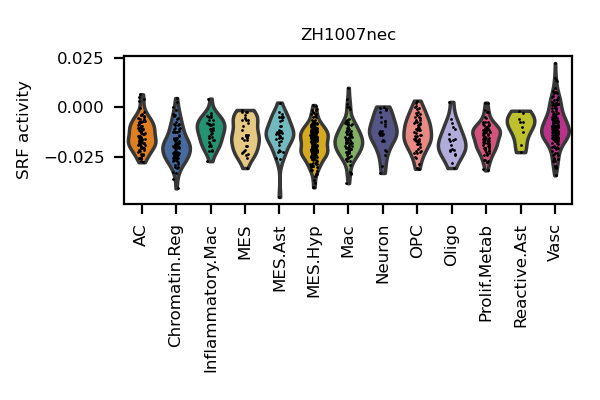 ZH1007nec
SRF activity
0.025
0.000
−0.025
AC
Chromatin.Reg
Inflammatory.Mac
MES
MES.Ast
MES.Hyp
Mac
Neuron
OPC
Oligo
Prolif.Metab
Reactive.Ast
Vasc